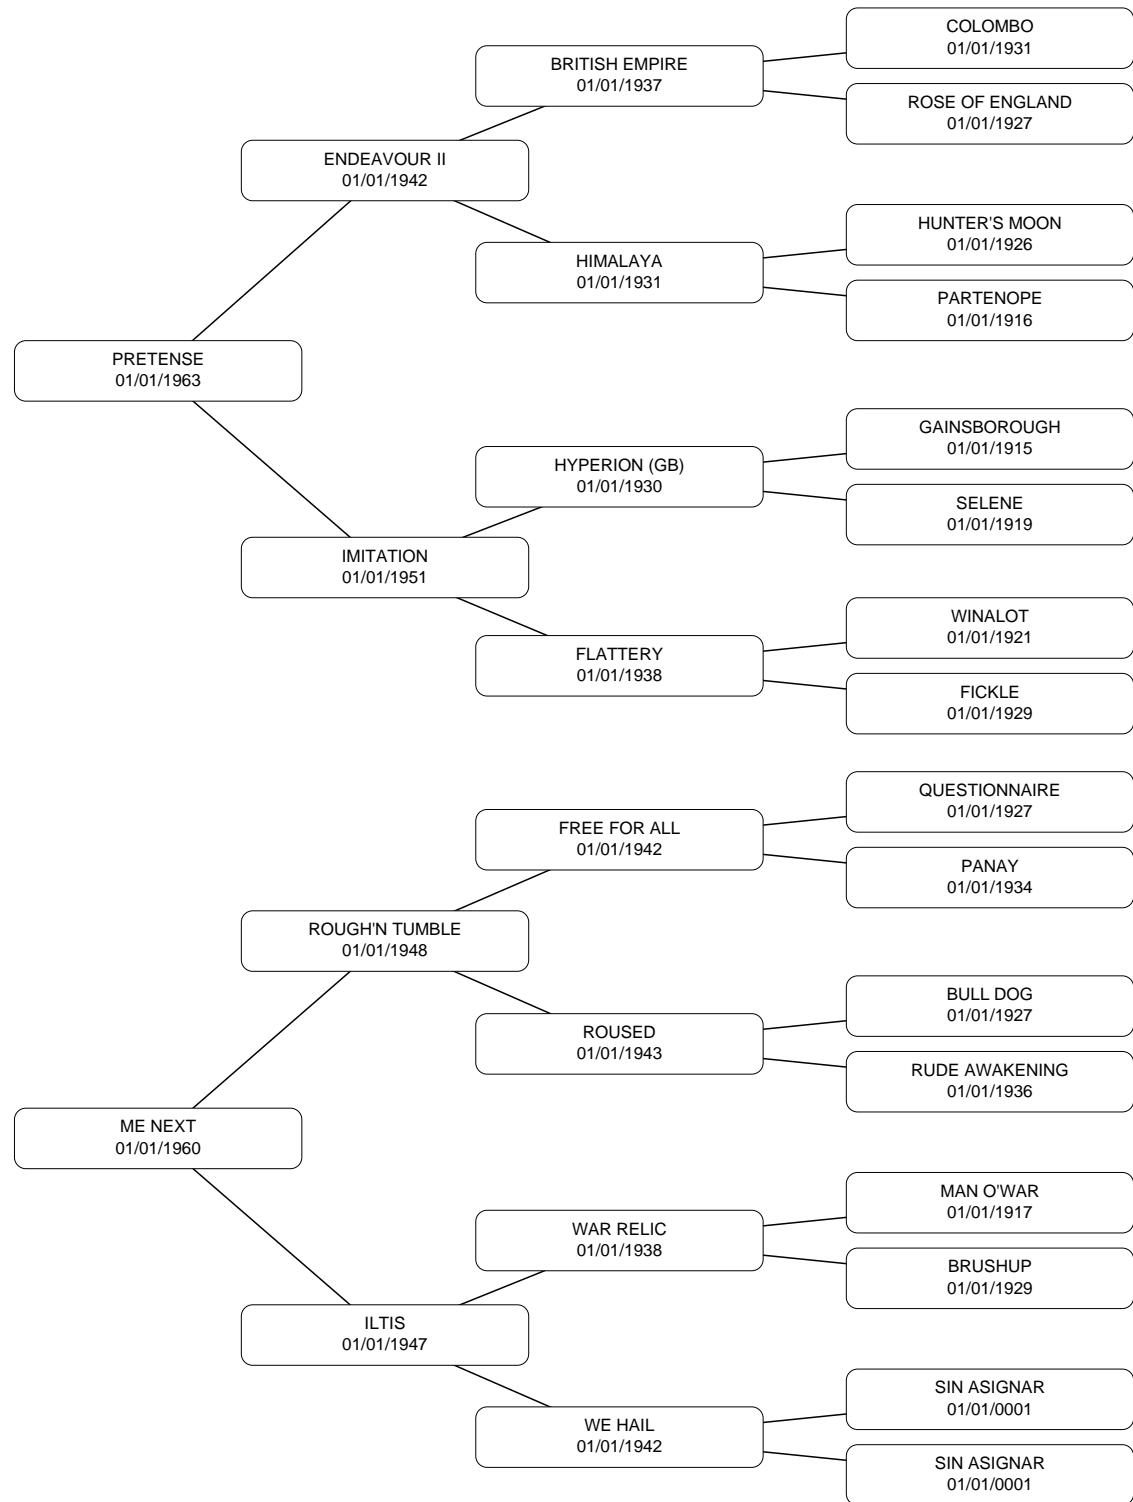 COLOMBO
01/01/1931
BRITISH EMPIRE
01/01/1937
ROSE OF ENGLAND
01/01/1927
ENDEAVOUR II
01/01/1942
HUNTER'S MOON
01/01/1926
HIMALAYA
01/01/1931
PARTENOPE
01/01/1916
PRETENSE
01/01/1963
GAINSBOROUGH
01/01/1915
HYPERION (GB)
01/01/1930
SELENE
01/01/1919
IMITATION
01/01/1951
WINALOT
01/01/1921
FLATTERY
01/01/1938
FICKLE
01/01/1929
QUESTIONNAIRE
01/01/1927
FREE FOR ALL
01/01/1942
PANAY
01/01/1934
ROUGH'N TUMBLE
01/01/1948
BULL DOG
01/01/1927
ROUSED
01/01/1943
RUDE AWAKENING
01/01/1936
ME NEXT
01/01/1960
MAN O'WAR
01/01/1917
WAR RELIC
01/01/1938
BRUSHUP
01/01/1929
ILTIS
01/01/1947
SIN ASIGNAR
01/01/0001
WE HAIL
01/01/1942
SIN ASIGNAR
01/01/0001